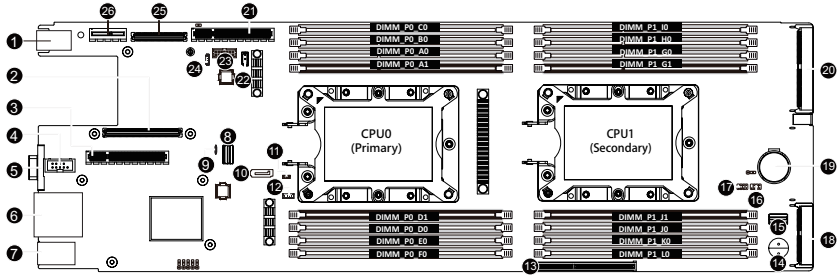 26 25 21
1
DIMM_P0_C0 DIMM_P1_I0
DIMM_P0_B0 DIMM_P1_H0
DIMM_P0_A0 DIMM_P1_G0
DIMM_P0_A1 DIMM_P1_G1
24 23 22
2
20
3
4
8
CPU0 CPU1
(Primary) (Secondary)
11
5
9
10
19
12
17 16
6
DIMM_P0_D1 DIMM_P1_J1
15
DIMM_P0_D0 DIMM_P1_J0
DIMM_P0_E0 DIMM_P1_K0
18
7
DIMM_P0_F0 DIMM_P1_L0
13 14